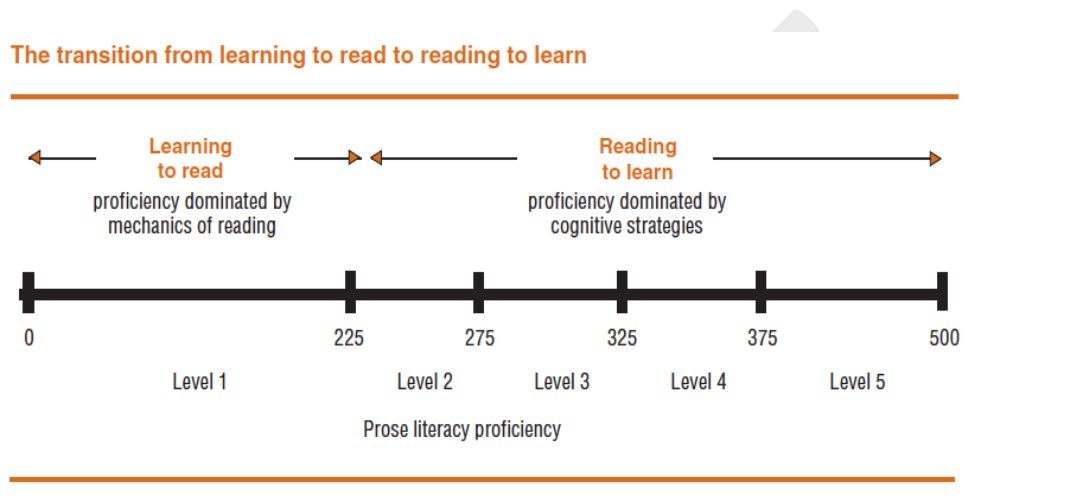 The transition from learning to read to reading to learn
Learning
to read
proficiency dominated by
mechanics of reading
Reading
to learn
proficiency dominated by
cognitive strategies
0 225 275 325 375 500
Level 1 Level 2 Level 3 Level 4 Level 5
Prose literacy proficiency